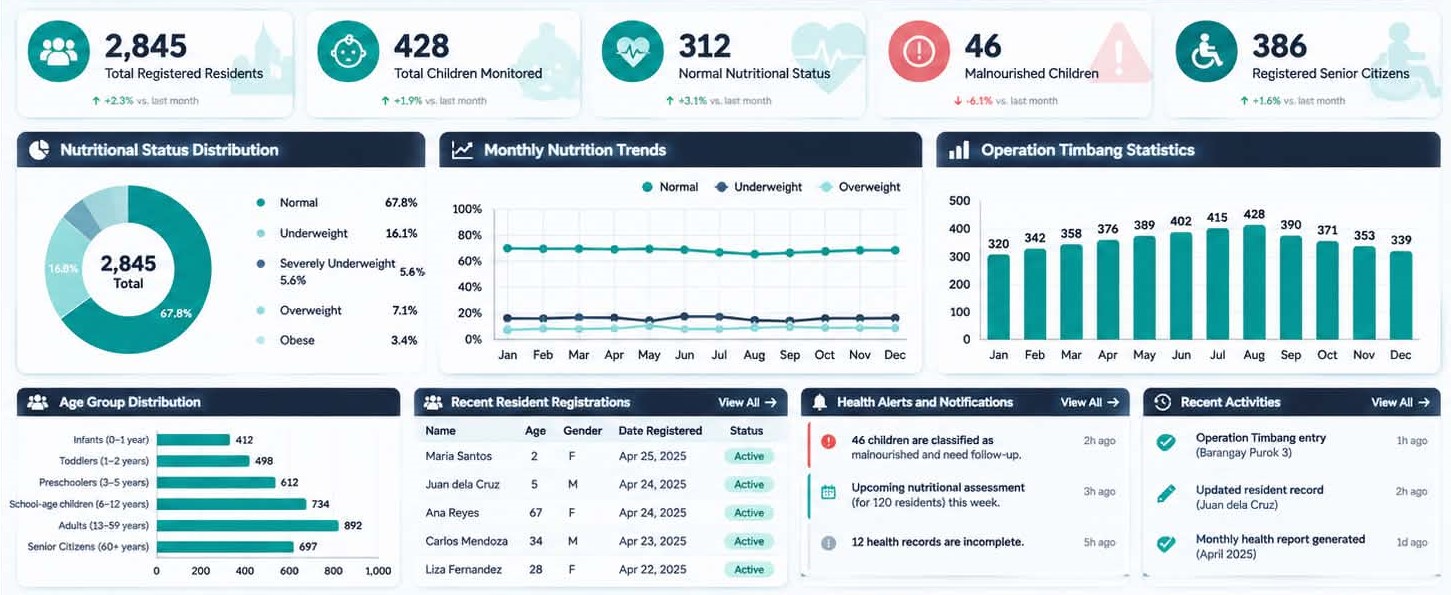 2,845
Total Registered Residents
↑ +2.3% vs. last month
428
Total Children Monitored
↑ +1.9% vs. last month
312
Normal Nutritional Status
↑ +3.1% vs. last month
46
Malnourished Children
↓ -6.1% vs. last month
386
Registered Senior Citizens
↑ +1.6% vs. last month
Nutritional Status Distribution
2,845
Total
16.8%
67.8%
Normal 67.8%
Underweight 16.1%
Severely Underweight 5.6%
5.6%
Overweight 7.1%
Obese 3.4%
Monthly Nutrition Trends
Normal Underweight Overweight
100%
80%
60%
40%
20%
0%
Jan Feb Mar Apr May Jun Jul Aug Sep Oct Nov Dec
Operation Timbang Statistics
500
400
300
200
100
0
320 342 358 376 389 402 415 428 390 371 353 339
Jan Feb Mar Apr May Jun Jul Aug Sep Oct Nov Dec
Age Group Distribution
Infants (0–1 year) 412
Toddlers (1–2 years) 498
Preschoolers (3–5 years) 612
School-age children (6–12 years) 734
Adults (13–59 years) 892
Senior Citizens (60+ years) 697
0 200 400 600 800 1,000
Recent Resident Registrations View All →
Name Age Gender Date Registered Status
Maria Santos 2 F Apr 25, 2025 Active
Juan dela Cruz 5 M Apr 24, 2025 Active
Ana Reyes 67 F Apr 24, 2025 Active
Carlos Mendoza 34 M Apr 23, 2025 Active
Liza Fernandez 28 F Apr 22, 2025 Active
Health Alerts and Notifications View All →
46 children are classified as 2h ago
malnourished and need follow-up.
Upcoming nutritional assessment 3h ago
(for 120 residents) this week.
12 health records are incomplete. 5h ago
Recent Activities View All →
Operation Timbang entry 1h ago
(Barangay Purok 3)
Updated resident record 2h ago
(Juan dela Cruz)
Monthly health report generated 1d ago
(April 2025)